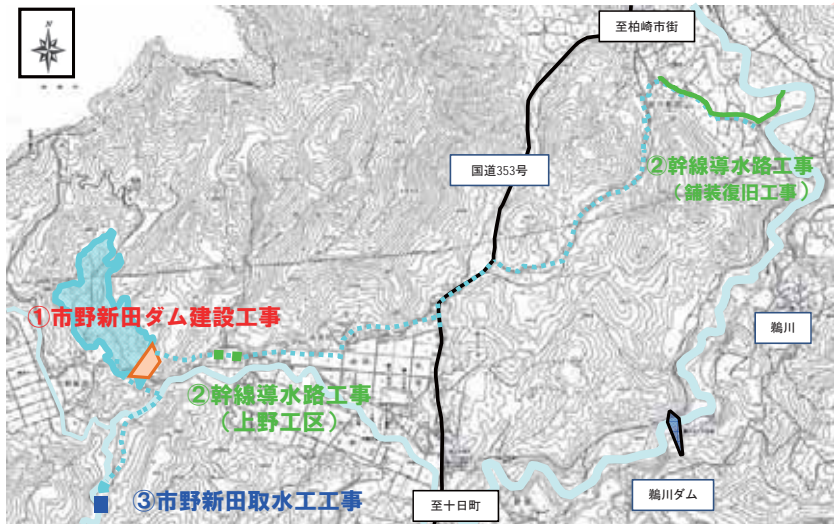 N
至柏崎市街
国道353号
②幹線導水路工事
(舗装復旧工事)
①市野新田ダム建設工事
鵜川
②幹線導水路工事
(上野工区)
③市野新田取水工工事
至十日町
鵜川ダム